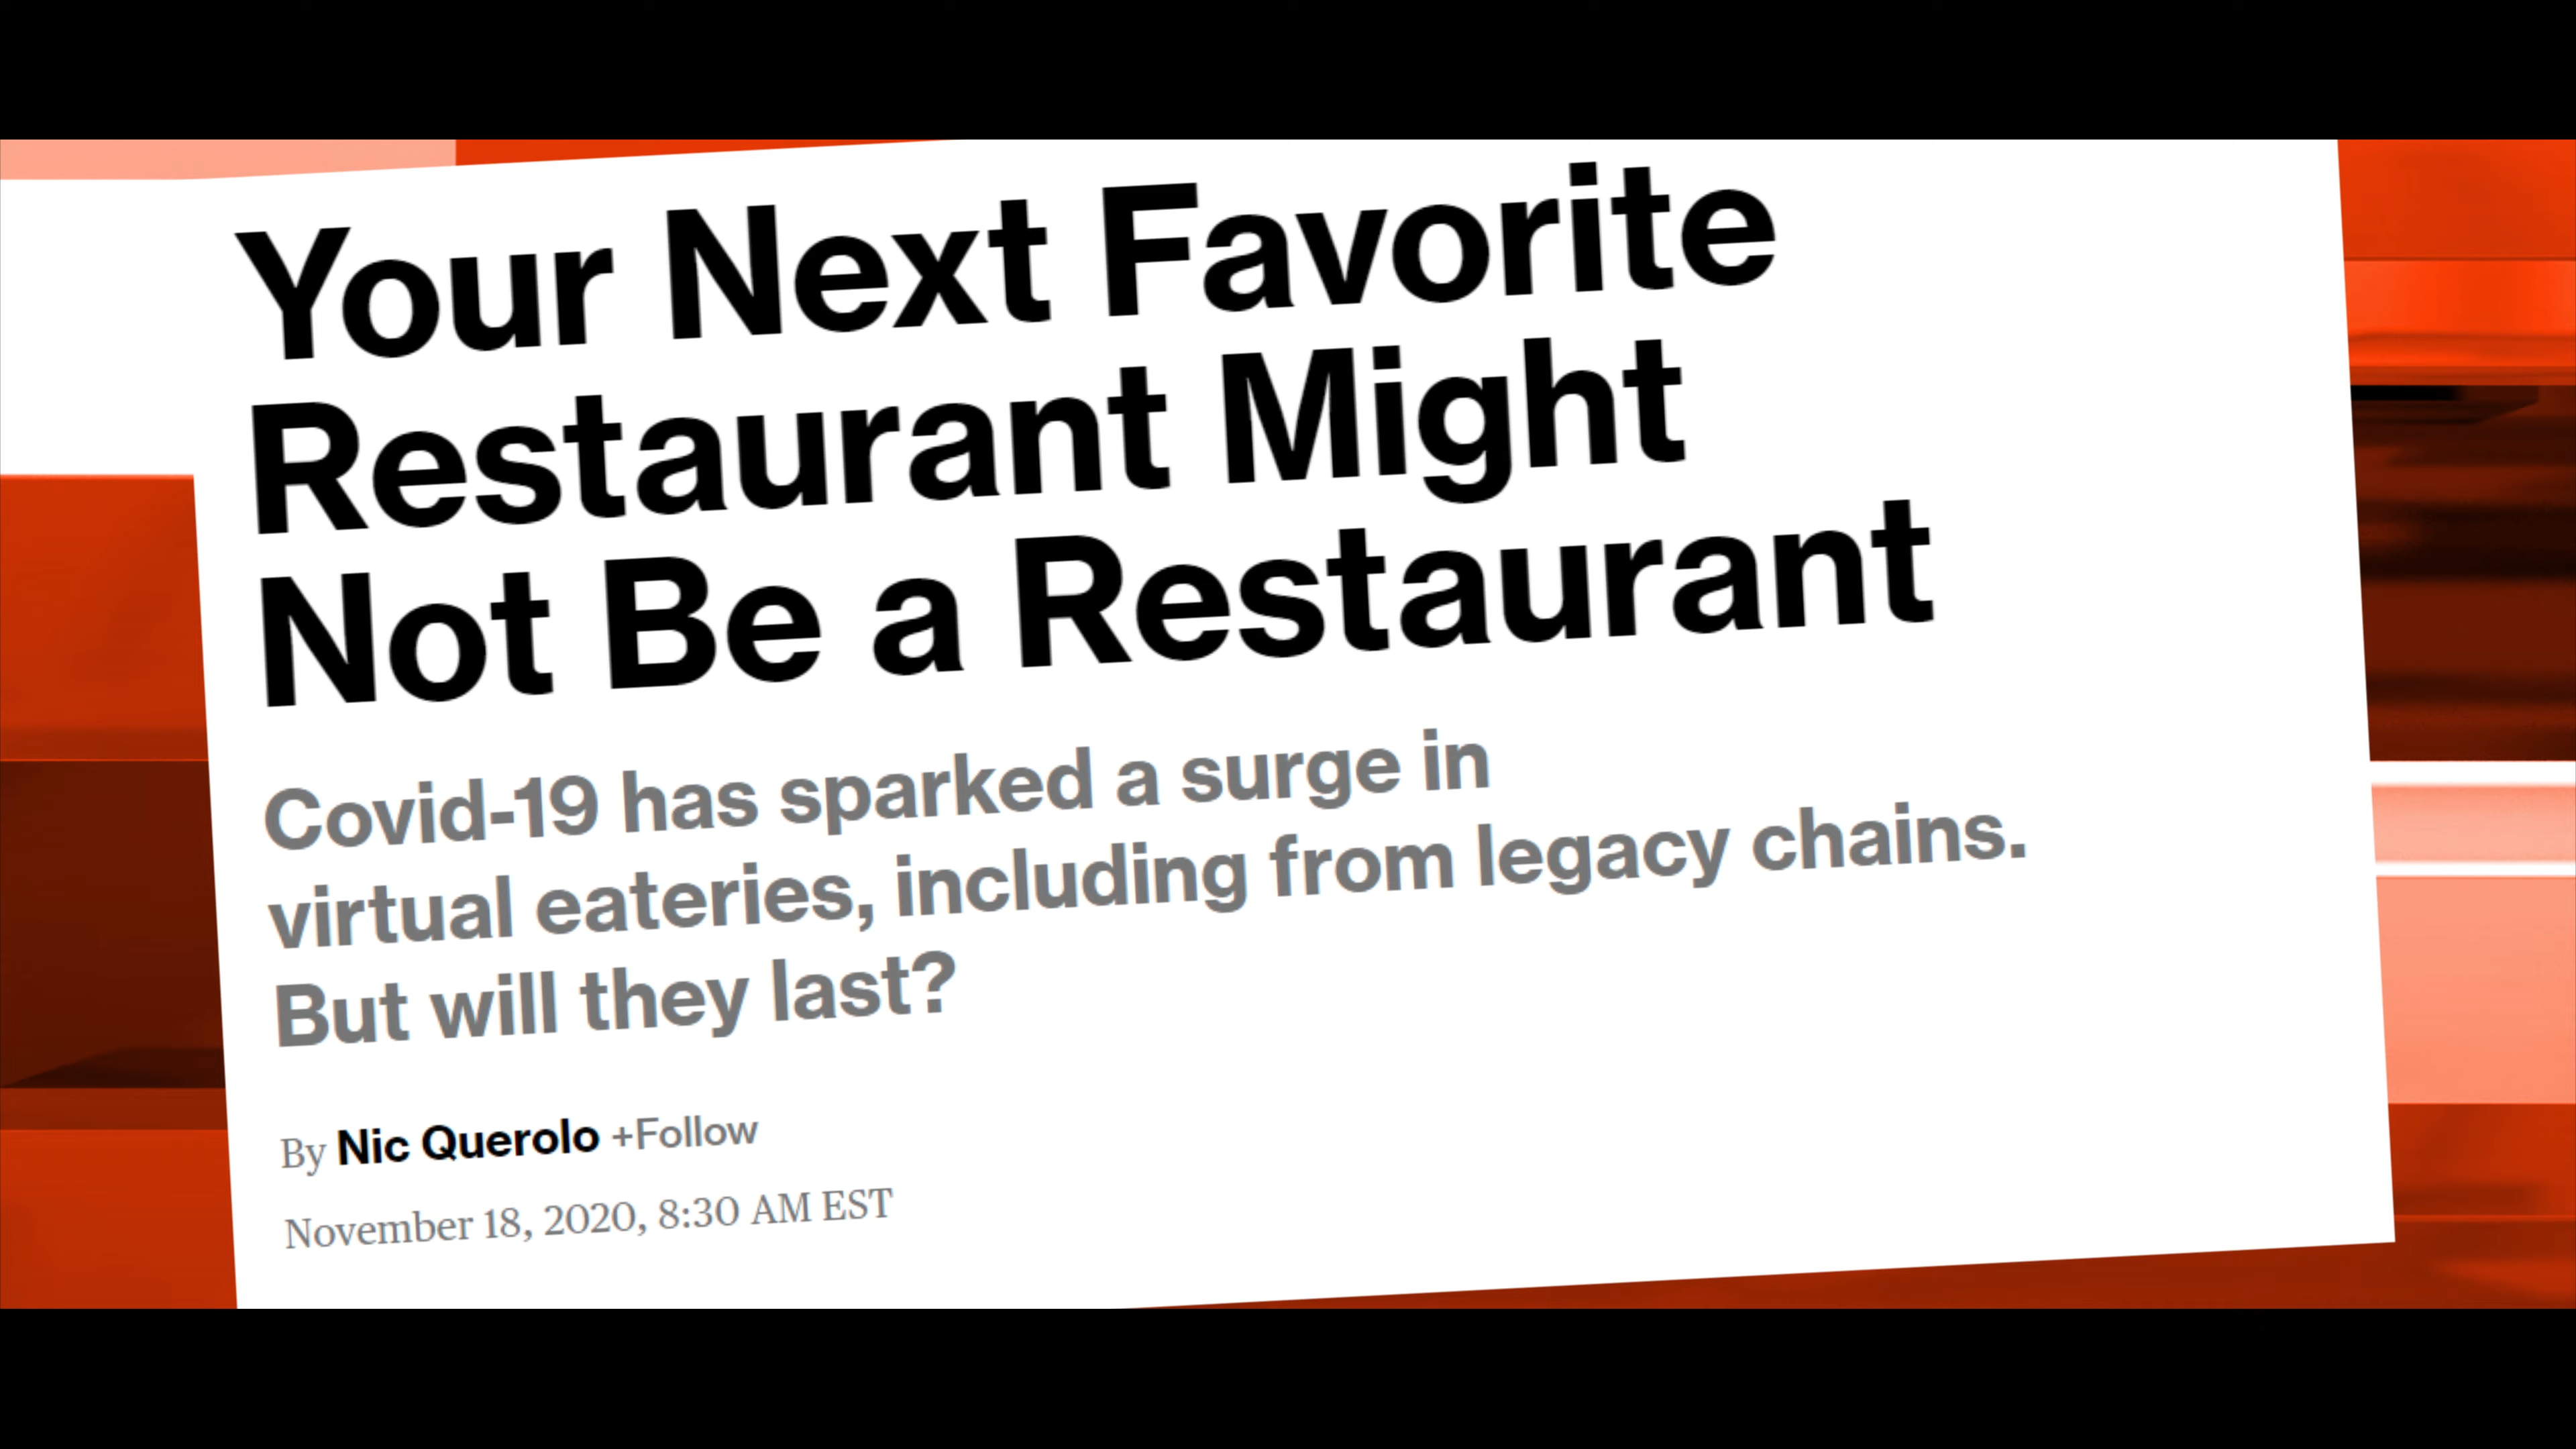 Your Next Favorite
Restaurant Might
Not Be a Restaurant
Covid-19 has sparked a surge in
virtual eateries, including from legacy chains.
But will they last?
By Nic Querolo +Follow
November 18, 2020, 8:30 AM EST